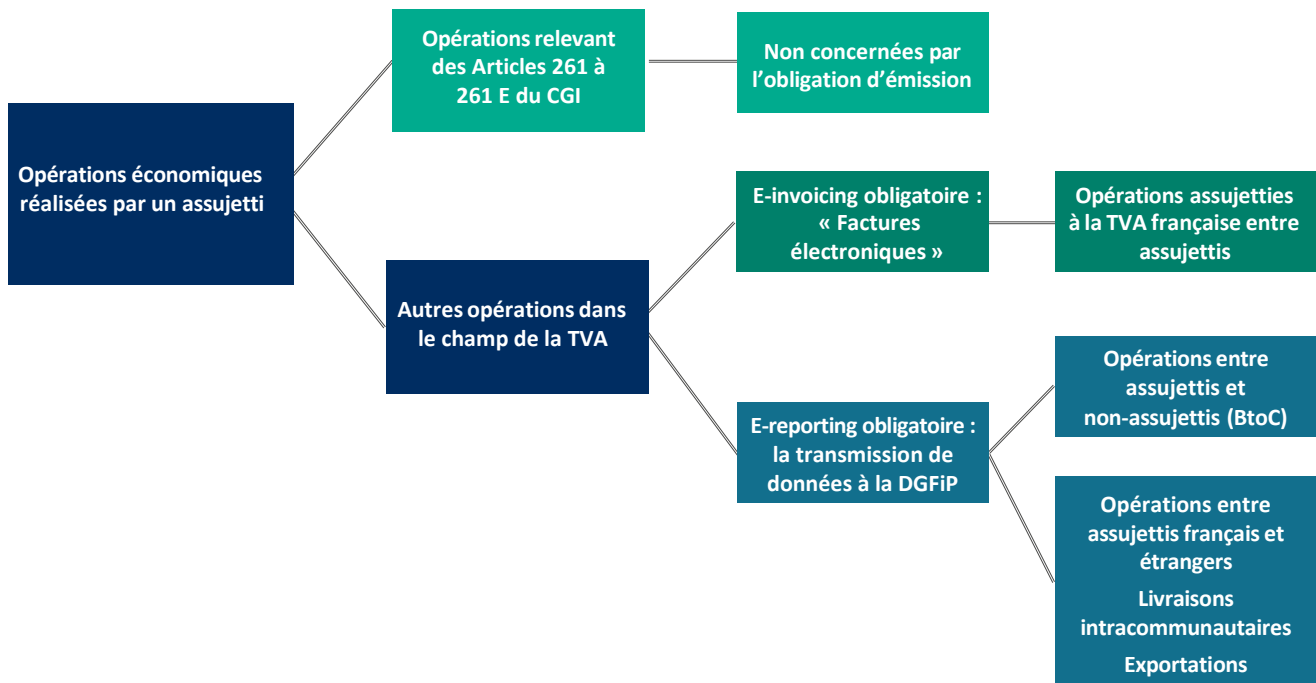 Opérations économiques
réalisées par un assujetti
Opérations relevant
des Articles 261 à
261 E du CGI
Non concernées par
l’obligation d’émission
Autres opérations dans
le champ de la TVA
E-invoicing obligatoire :
« Factures
électroniques »
Opérations assujetties
à la TVA française entre
assujettis
E-reporting obligatoire :
la transmission de
données à la DGFiP
Opérations entre
assujettis et
non-assujettis (BtoC)
Opérations entre
assujettis français et
étrangers
Livraisons
intracommunautaires
Exportations